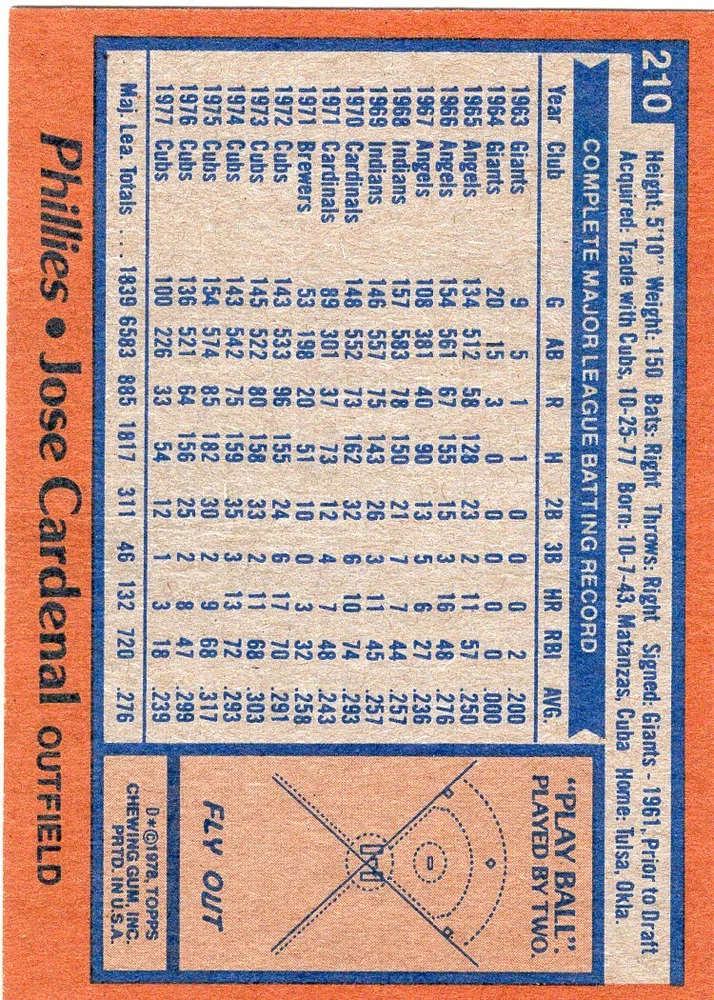 210
Height: 5'10" Weight: 150 Bats: Right Throws: Right Signed: Giants - 1961, Prior to Draft
Acquired: Trade with Cubs, 10-25-77 Born: 10-7-43, Matanzas, Cuba Home: Tulsa, Okla.
COMPLETE MAJOR LEAGUE BATTING RECORD
Year Club G AB R H 2B 3B HR RBI AVG.
1963 Giants 9 5 1 1 0 0 0 2 .200
1964 Giants 20 15 3 0 0 0 0 0 .000
1965 Angels 134 512 58 128 23 2 11 57 .250
1966 Angels 154 561 67 155 15 3 16 48 .276
1967 Angels 108 381 40 90 13 5 6 27 .236
1968 Indians 157 583 78 150 21 7 7 44 .257
1969 Indians 146 557 75 143 26 3 11 45 .257
1970 Cardinals 148 552 73 162 32 6 10 74 .293
1971 Cardinals 89 301 37 73 12 4 7 48 .243
1971 Brewers 53 198 20 51 10 0 3 32 .258
1972 Cubs 143 533 96 155 24 6 17 70 .291
1973 Cubs 145 522 80 158 33 2 11 68 .303
1974 Cubs 143 542 75 159 35 3 13 72 .293
1975 Cubs 154 574 85 182 30 2 9 68 .317
1976 Cubs 136 521 64 156 25 2 8 47 .299
1977 Cubs 100 226 33 54 12 1 3 18 .239
Maj. Lea. Totals .... 1839 6583 885 1817 311 46 132 720 .276
"PLAY BALL".
PLAYED BY TWO.
FLY OUT
D*©1978, TOPPS
CHEWING GUM, INC.
PRTD. IN U.S.A.
Phillies • Jose Cardenal OUTFIELD